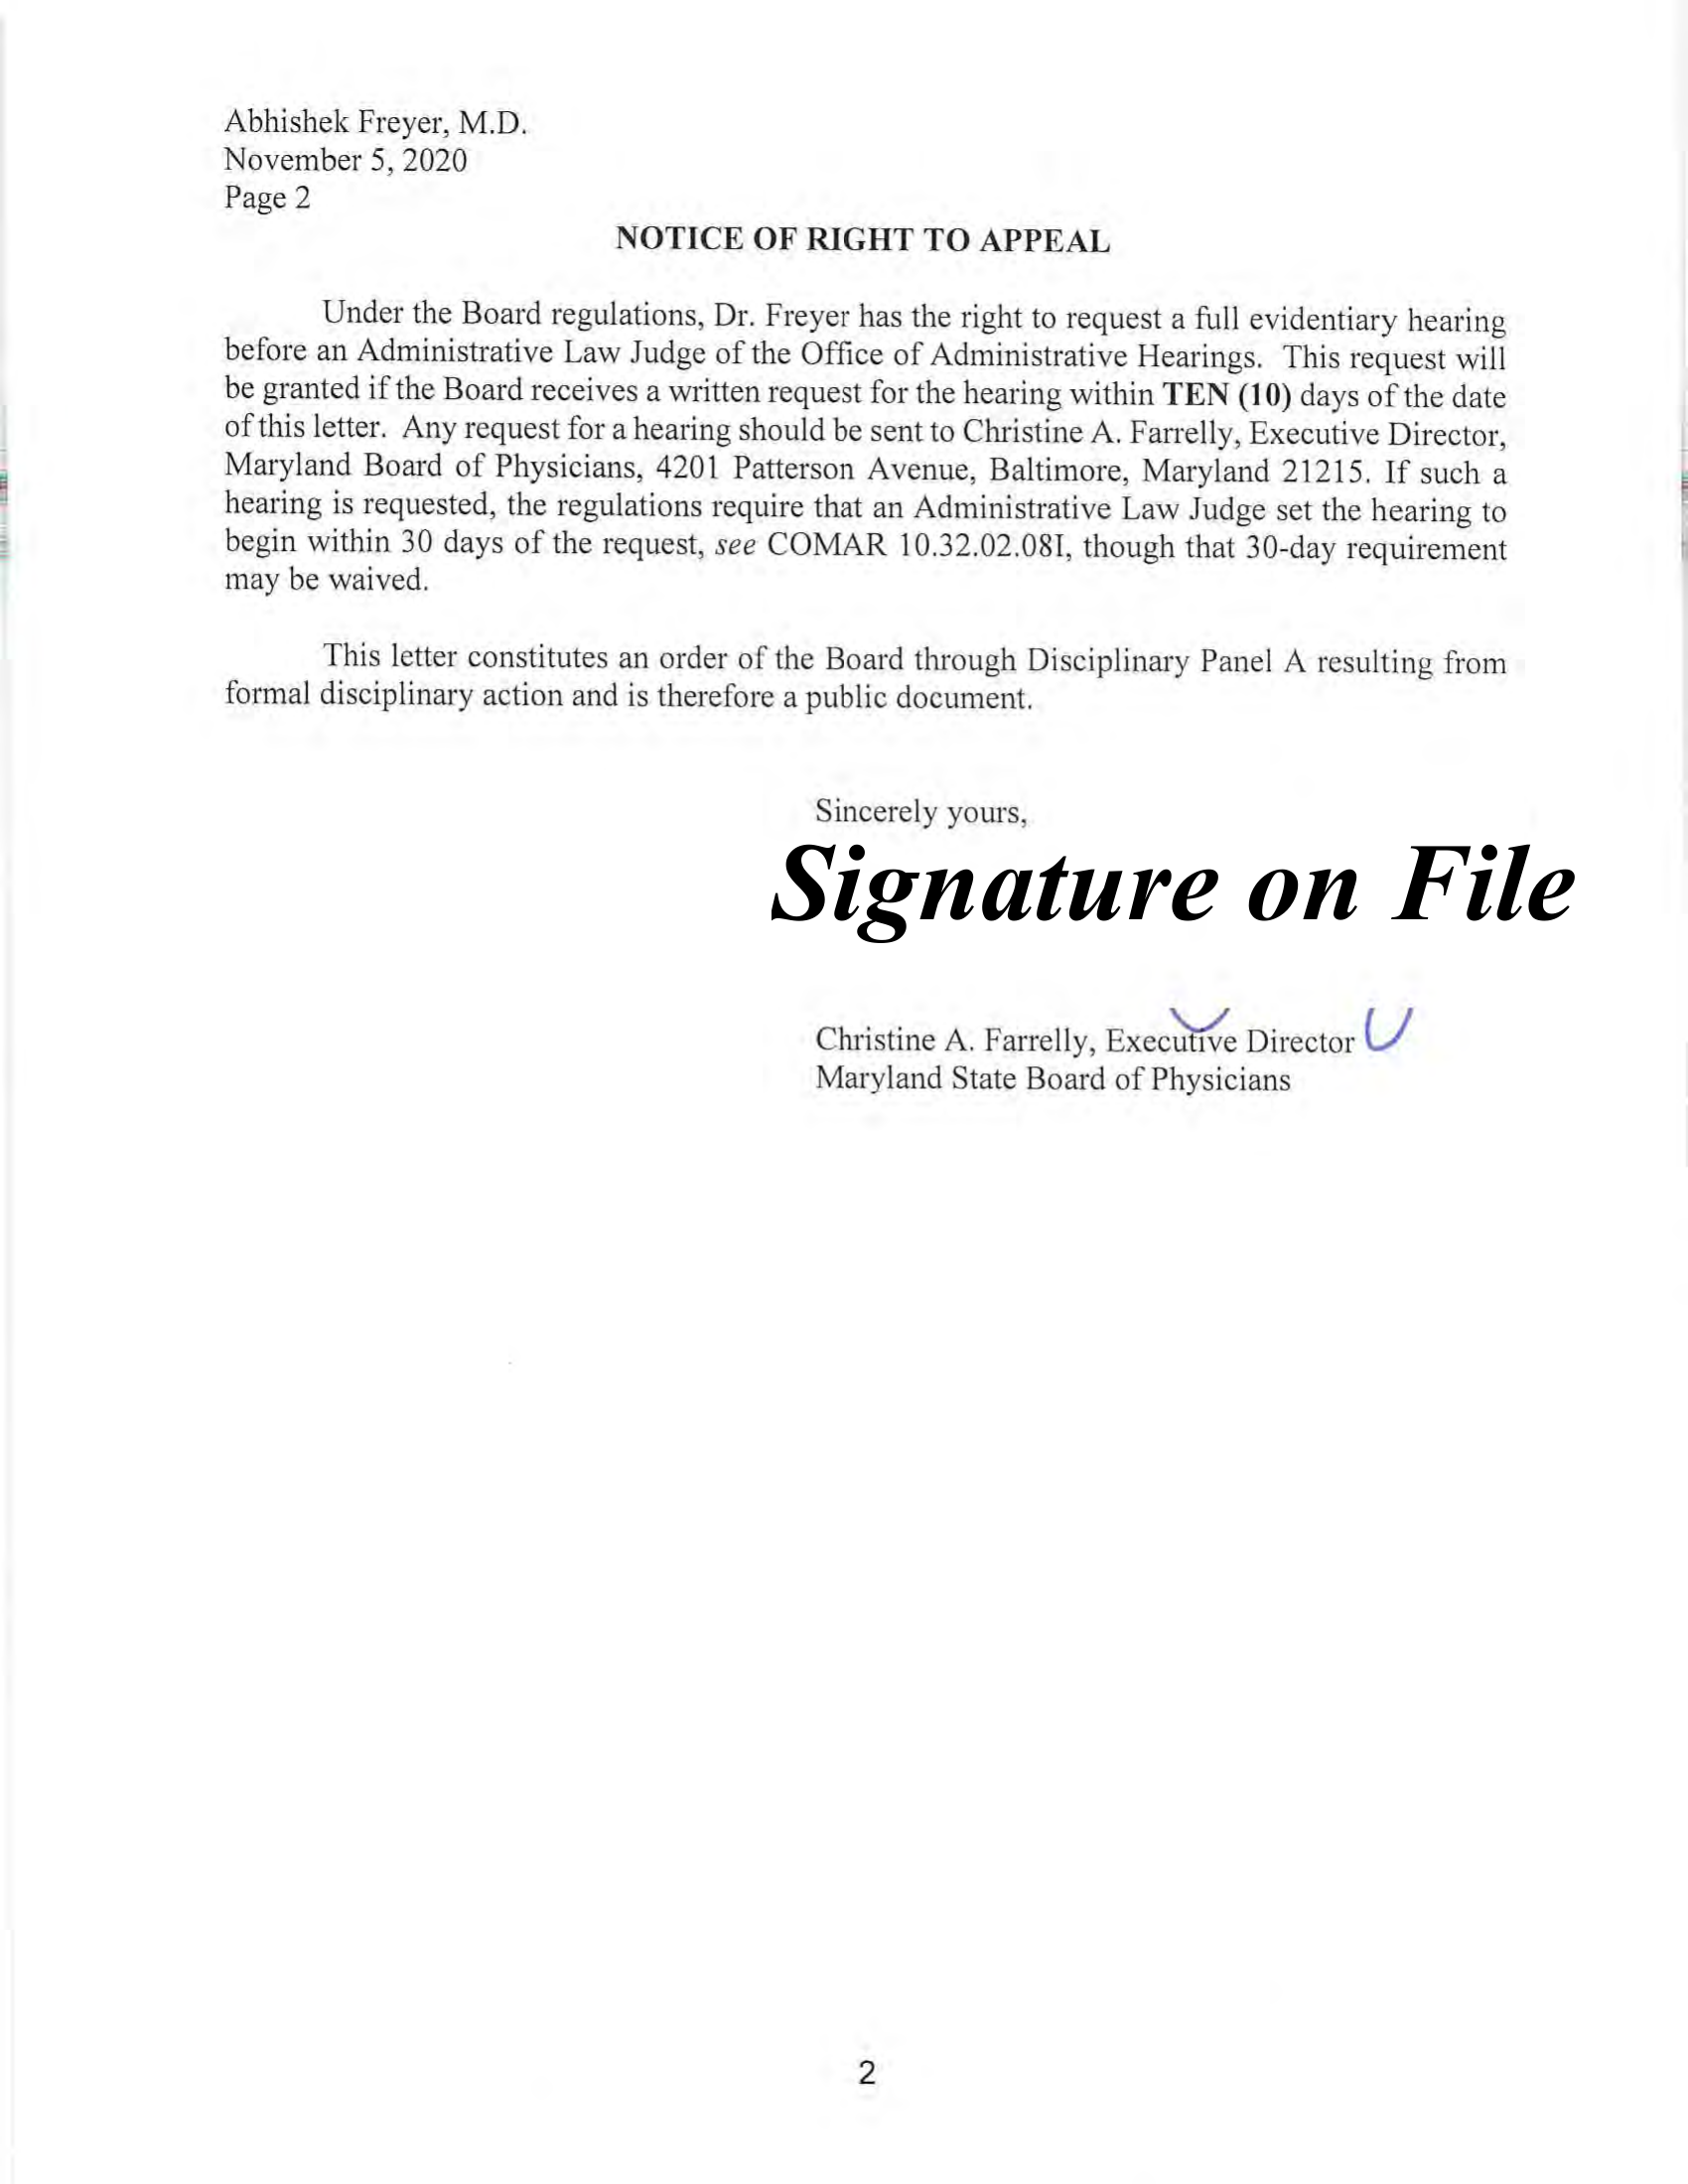 Abhishek Freyer, M.D.
November 5, 2020
Page 2
NOTICE OF RIGHT TO APPEAL
Under the Board regulations, Dr. Freyer has the right to request a full evidentiary hearing
before an Administrative Law Judge of the Office of Administrative Hearings. This request will
be granted if the Board receives a written request for the hearing within TEN (10) days of the date
of this letter. Any request for a hearing should be sent to Christine A. Farrelly, Executive Director,
Maryland Board of Physicians, 4201 Patterson Avenue, Baltimore, Maryland 21215. If such a
hearing is requested, the regulations require that an Administrative Law Judge set the hearing to
begin within 30 days of the request, see COMAR 10.32.02.08I, though that 30-day requirement
may be waived.
This letter constitutes an order of the Board through Disciplinary Panel A resulting from
formal disciplinary action and is therefore a public document.
Sincerely yours,
Signature on File
Christine A. Farrelly, Executive Director
Maryland State Board of Physicians
2